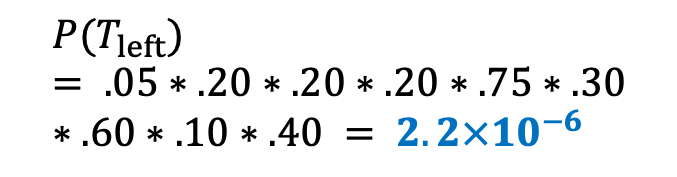 P(T_left)
= .05 ∗ .20 ∗ .20 ∗ .20 ∗ .75 ∗ .30
∗ .60 ∗ .10 ∗ .40 = 2.2×10⁻⁶